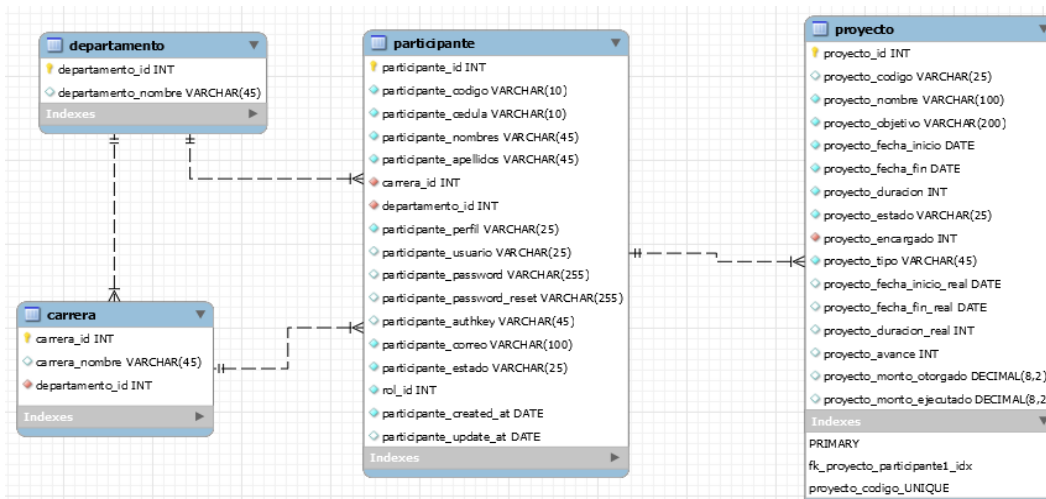 departamento
departamento_id INT
departamento_nombre VARCHAR(45)
Indexes
carrera
carrera_id INT
carrera_nombre VARCHAR(45)
departamento_id INT
Indexes
participante
participante_id INT
participante_codigo VARCHAR(10)
participante_cedula VARCHAR(10)
participante_nombres VARCHAR(45)
participante_apellidos VARCHAR(45)
carrera_id INT
departamento_id INT
participante_perfil VARCHAR(25)
participante_usuario VARCHAR(25)
participante_password VARCHAR(255)
participante_password_reset VARCHAR(255)
participante_authkey VARCHAR(45)
participante_correo VARCHAR(100)
participante_estado VARCHAR(25)
rol_id INT
participante_created_at DATE
participante_update_at DATE
Indexes
proyecto
proyecto_id INT
proyecto_codigo VARCHAR(25)
proyecto_nombre VARCHAR(100)
proyecto_objetivo VARCHAR(200)
proyecto_fecha_inicio DATE
proyecto_fecha_fin DATE
proyecto_duracion INT
proyecto_estado VARCHAR(25)
proyecto_encargado INT
proyecto_tipo VARCHAR(45)
proyecto_fecha_inicio_real DATE
proyecto_fecha_fin_real DATE
proyecto_duracion_real INT
proyecto_avance INT
proyecto_monto_otorgado DECIMAL(8,2)
proyecto_monto_ejecutado DECIMAL(8,2
Indexes
PRIMARY
fk_proyecto_participante1_idx
proyecto_codigo_UNIQUE